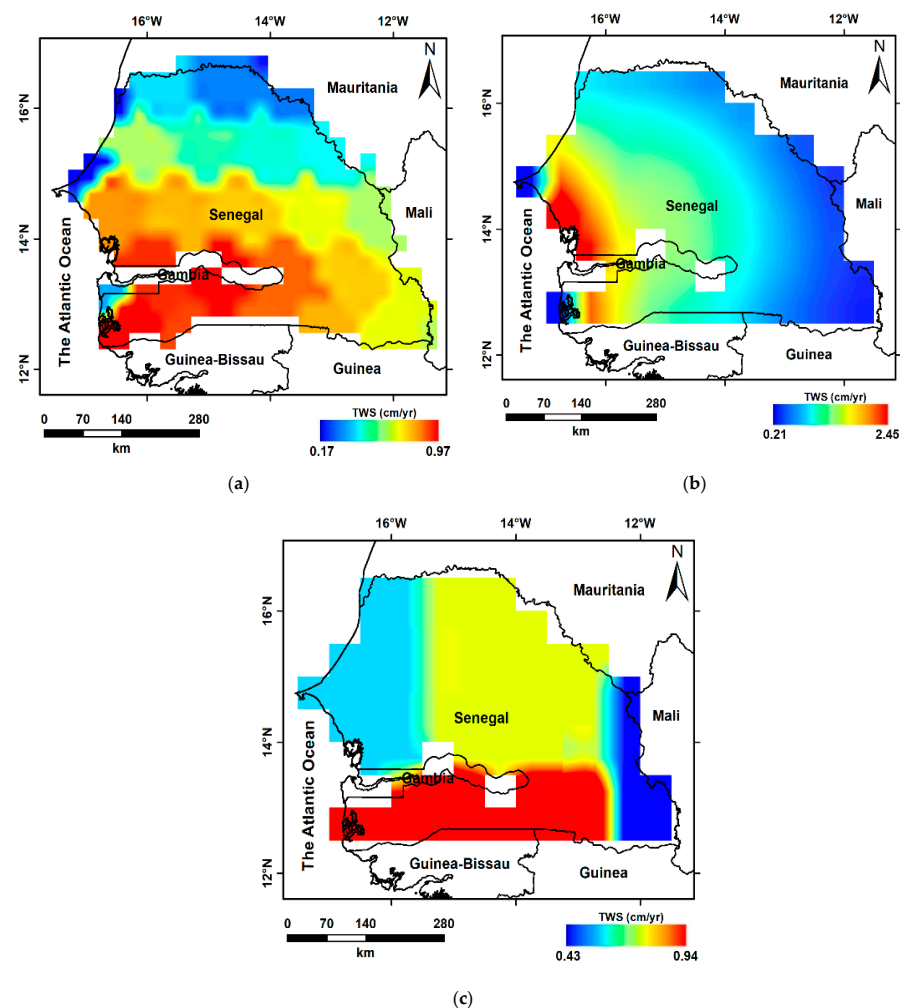 16°W 14°W 12°W
N
Mauritania
16°N
Senegal
Mali
14°N
Gambia
The Atlantic Ocean
12°N
Guinea-Bissau
Guinea
0 70 140 280
km
TWS (cm/yr)
0.17 0.97
(a)
16°W 14°W 12°W
N
Mauritania
16°N
Senegal
Mali
14°N
Gambia
The Atlantic Ocean
12°N
Guinea-Bissau
Guinea
0 70 140 280
km
TWS (cm/yr)
0.21 2.45
(b)
16°W 14°W 12°W
N
Mauritania
16°N
Senegal
Mali
14°N
Gambia
The Atlantic Ocean
12°N
Guinea-Bissau
Guinea
0 70 140 280
km
TWS (cm/yr)
0.43 0.94
(c)